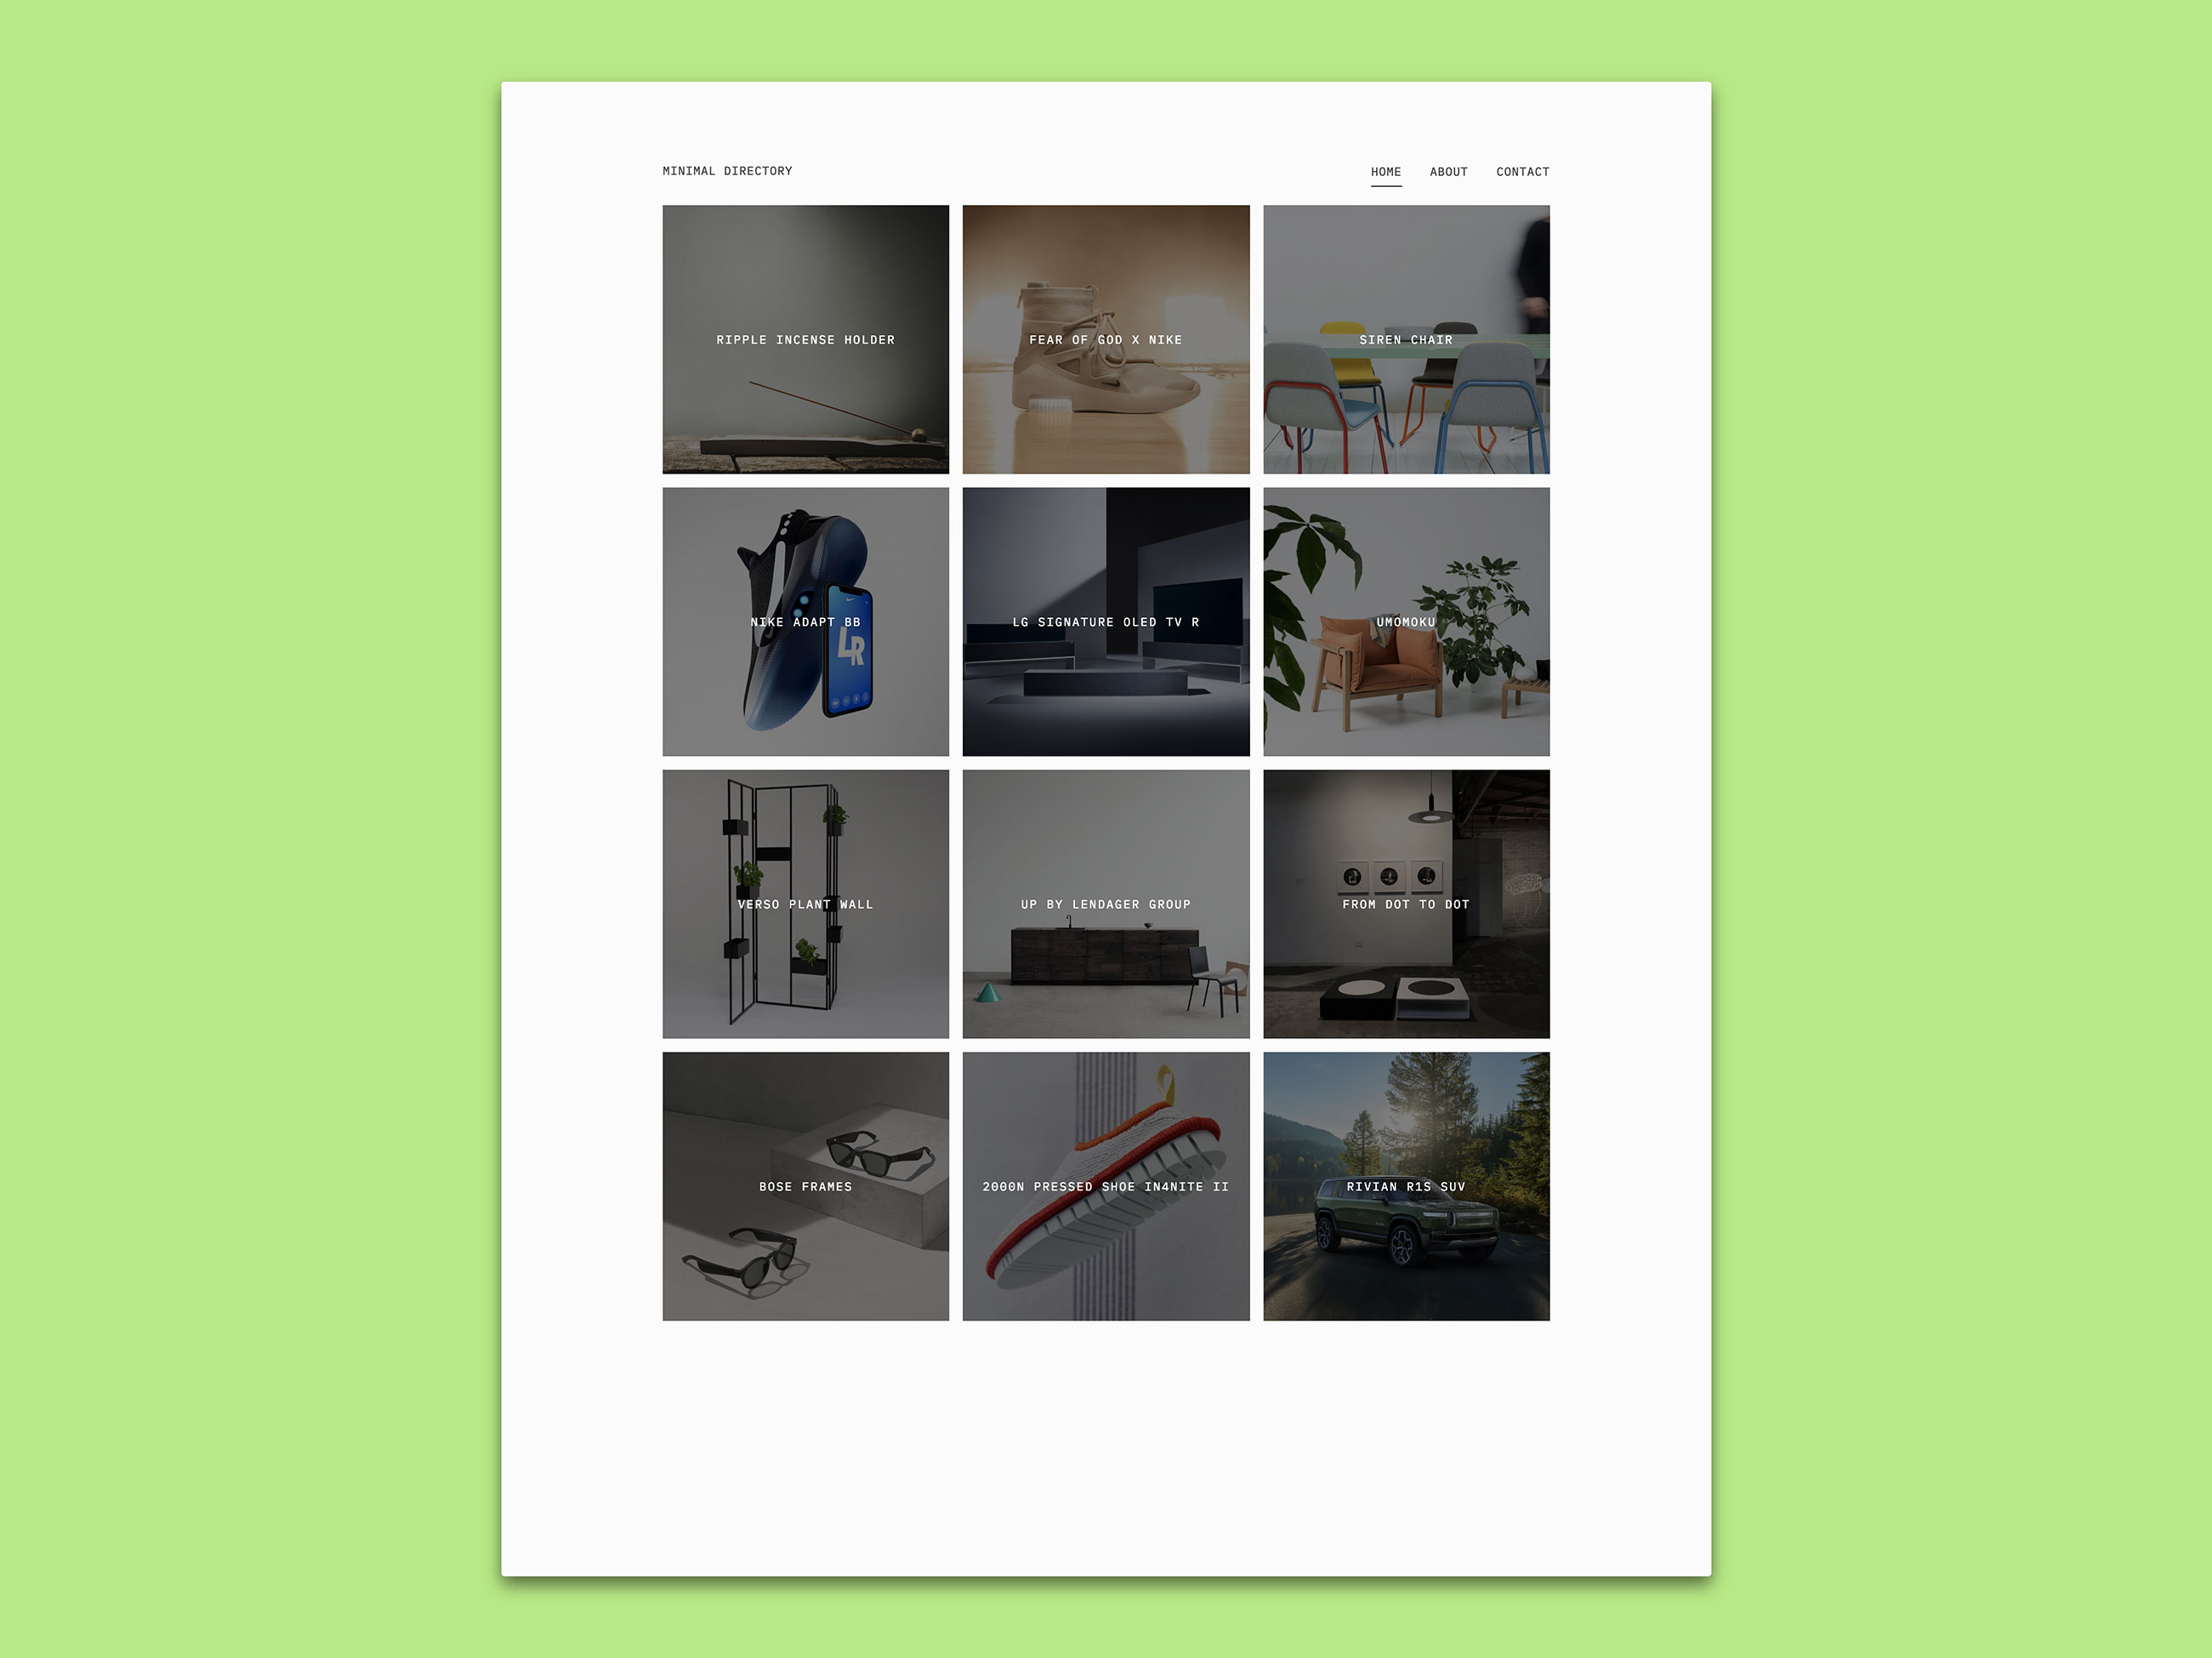 MINIMAL DIRECTORY
HOME ABOUT CONTACT
RIPPLE INCENSE HOLDER
FEAR OF GOD X NIKE
SIREN CHAIR
NIKE ADAPT BB
LR
LG SIGNATURE OLED TV R
UMOMOKU
VERSO PLANT WALL
UP BY LENDAGER GROUP
FROM DOT TO DOT
BOSE FRAMES
2000N PRESSED SHOE IN4NITE II
RIVIAN R1S SUV